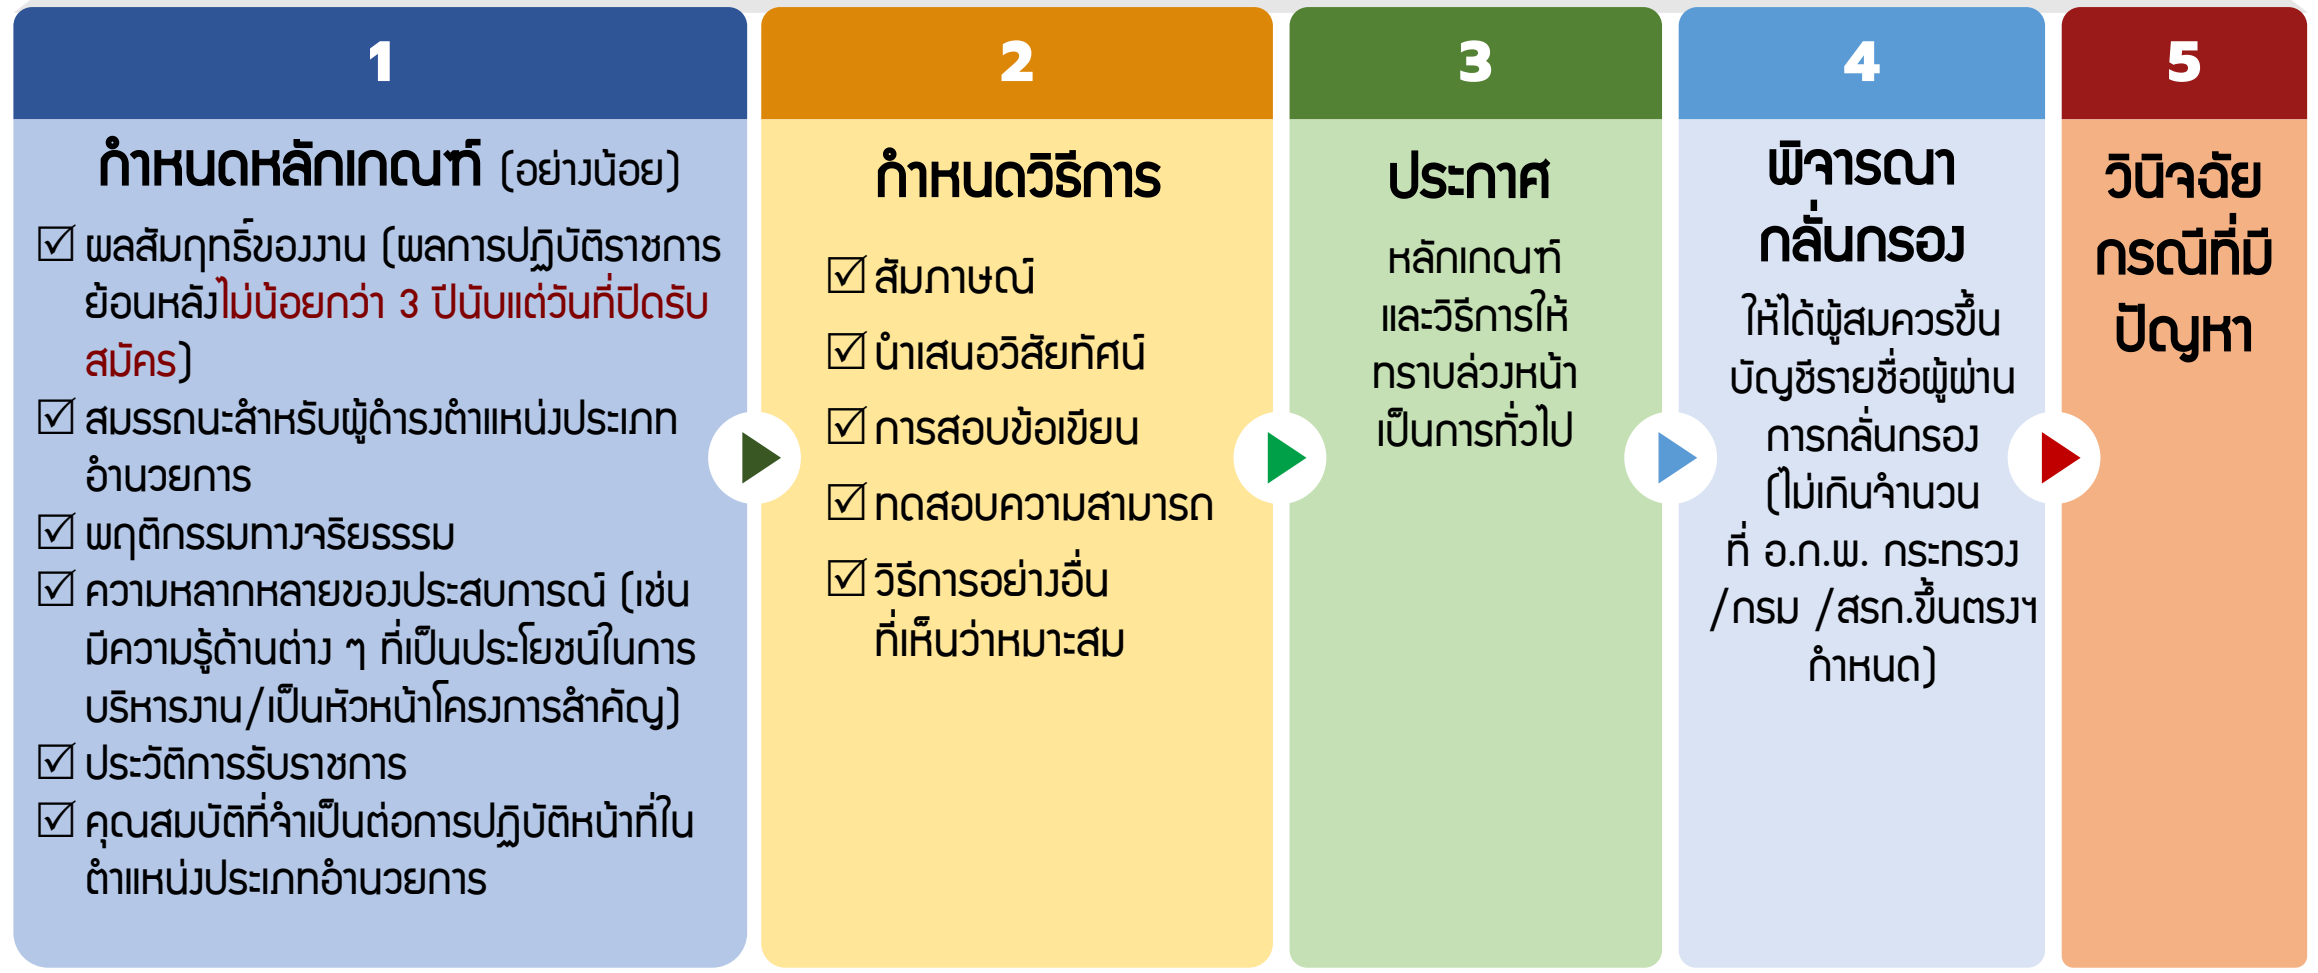 1
กำหนดหลักเกณฑ์ (อย่างน้อย)
☑ ผลสัมฤทธิ์ของงาน (ผลการปฏิบัติราชการ
ย้อนหลังไม่น้อยกว่า 3 ปีนับแต่วันที่ปิดรับ
สมัคร)
☑ สมรรถนะสำหรับผู้ดำรงตำแหน่งประเภท
อำนวยการ
☑ พฤติกรรมทางจริยธรรม
☑ ความหลากหลายของประสบการณ์ (เช่น
มีความรู้ด้านต่าง ๆ ที่เป็นประโยชน์ในการ
บริหารงาน/เป็นหัวหน้าโครงการสำคัญ)
☑ ประวัติการรับราชการ
☑ คุณสมบัติที่จำเป็นต่อการปฏิบัติหน้าที่ใน
ตำแหน่งประเภทอำนวยการ
2
กำหนดวิธีการ
☑ สัมภาษณ์
☑ นำเสนอวิสัยทัศน์
☑ การสอบข้อเขียน
☑ ทดสอบความสามารถ
☑ วิธีการอย่างอื่น
ที่เห็นว่าหมาะสม
3
ประกาศ
หลักเกณฑ์
และวิธีการให้
ทราบล่วงหน้า
เป็นการทั่วไป
4
พิจารณา
กลั่นกรอง
ให้ได้ผู้สมควรขึ้น
บัญชีรายชื่อผู้ผ่าน
การกลั่นกรอง
(ไม่เกินจำนวน
ที่ อ.ก.พ. กระทรวง
/กรม /สรก.ขึ้นตรงฯ
กำหนด)
5
วินิจฉัย
กรณีที่มี
ปัญหา